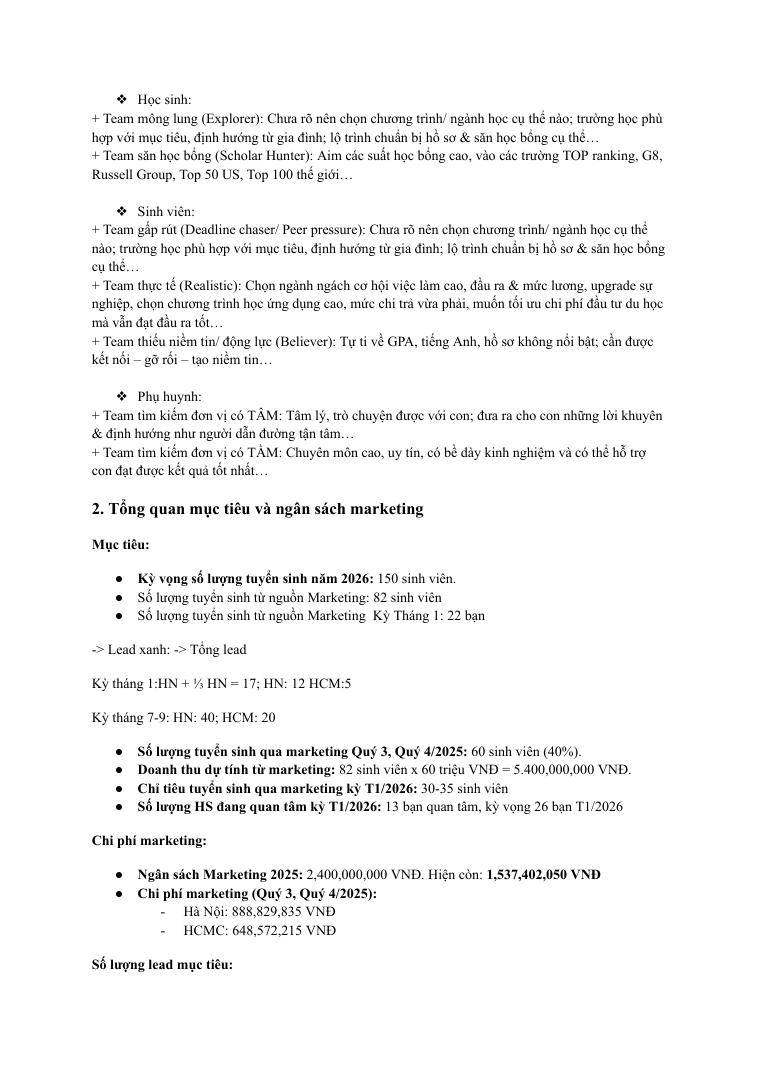 ❖ Học sinh:
+ Team mông lung (Explorer): Chưa rõ nên chọn chương trình/ ngành học cụ thể nào; trường học phù
hợp với mục tiêu, định hướng từ gia đình; lộ trình chuẩn bị hồ sơ & săn học bổng cụ thể…
+ Team săn học bổng (Scholar Hunter): Aim các suất học bổng cao, vào các trường TOP ranking, G8,
Russell Group, Top 50 US, Top 100 thế giới…
❖ Sinh viên:
+ Team gấp rút (Deadline chaser/ Peer pressure): Chưa rõ nên chọn chương trình/ ngành học cụ thể
nào; trường học phù hợp với mục tiêu, định hướng từ gia đình; lộ trình chuẩn bị hồ sơ & săn học bổng
cụ thể…
+ Team thực tế (Realistic): Chọn ngành ngách cơ hội việc làm cao, đầu ra & mức lương, upgrade sự
nghiệp, chọn chương trình học ứng dụng cao, mức chi trả vừa phải, muốn tối ưu chi phí đầu tư du học
mà vẫn đạt đầu ra tốt…
+ Team thiếu niềm tin/ động lực (Believer): Tự ti về GPA, tiếng Anh, hồ sơ không nổi bật; cần được
kết nối – gỡ rối – tạo niềm tin…
❖ Phụ huynh:
+ Team tìm kiếm đơn vị có TÂM: Tâm lý, trò chuyện được với con; đưa ra cho con những lời khuyên
& định hướng như người dẫn đường tận tâm…
+ Team tìm kiếm đơn vị có TẦM: Chuyên môn cao, uy tín, có bề dày kinh nghiệm và có thể hỗ trợ
con đạt được kết quả tốt nhất…
2. Tổng quan mục tiêu và ngân sách marketing
Mục tiêu:
● Kỳ vọng số lượng tuyển sinh năm 2026: 150 sinh viên.
● Số lượng tuyển sinh từ nguồn Marketing: 82 sinh viên
● Số lượng tuyển sinh từ nguồn Marketing Kỳ Tháng 1: 22 bạn
-> Lead xanh: -> Tổng lead
Kỳ tháng 1:HN + ⅓ HN = 17; HN: 12 HCM:5
Kỳ tháng 7-9: HN: 40; HCM: 20
● Số lượng tuyển sinh qua marketing Quý 3, Quý 4/2025: 60 sinh viên (40%).
● Doanh thu dự tính từ marketing: 82 sinh viên x 60 triệu VNĐ = 5.400,000,000 VNĐ.
● Chỉ tiêu tuyển sinh qua marketing kỳ T1/2026: 30-35 sinh viên
● Số lượng HS đang quan tâm kỳ T1/2026: 13 bạn quan tâm, kỳ vọng 26 bạn T1/2026
Chi phí marketing:
● Ngân sách Marketing 2025: 2,400,000,000 VNĐ. Hiện còn: 1,537,402,050 VNĐ
● Chi phí marketing (Quý 3, Quý 4/2025):
- Hà Nội: 888,829,835 VNĐ
- HCMC: 648,572,215 VNĐ
Số lượng lead mục tiêu: